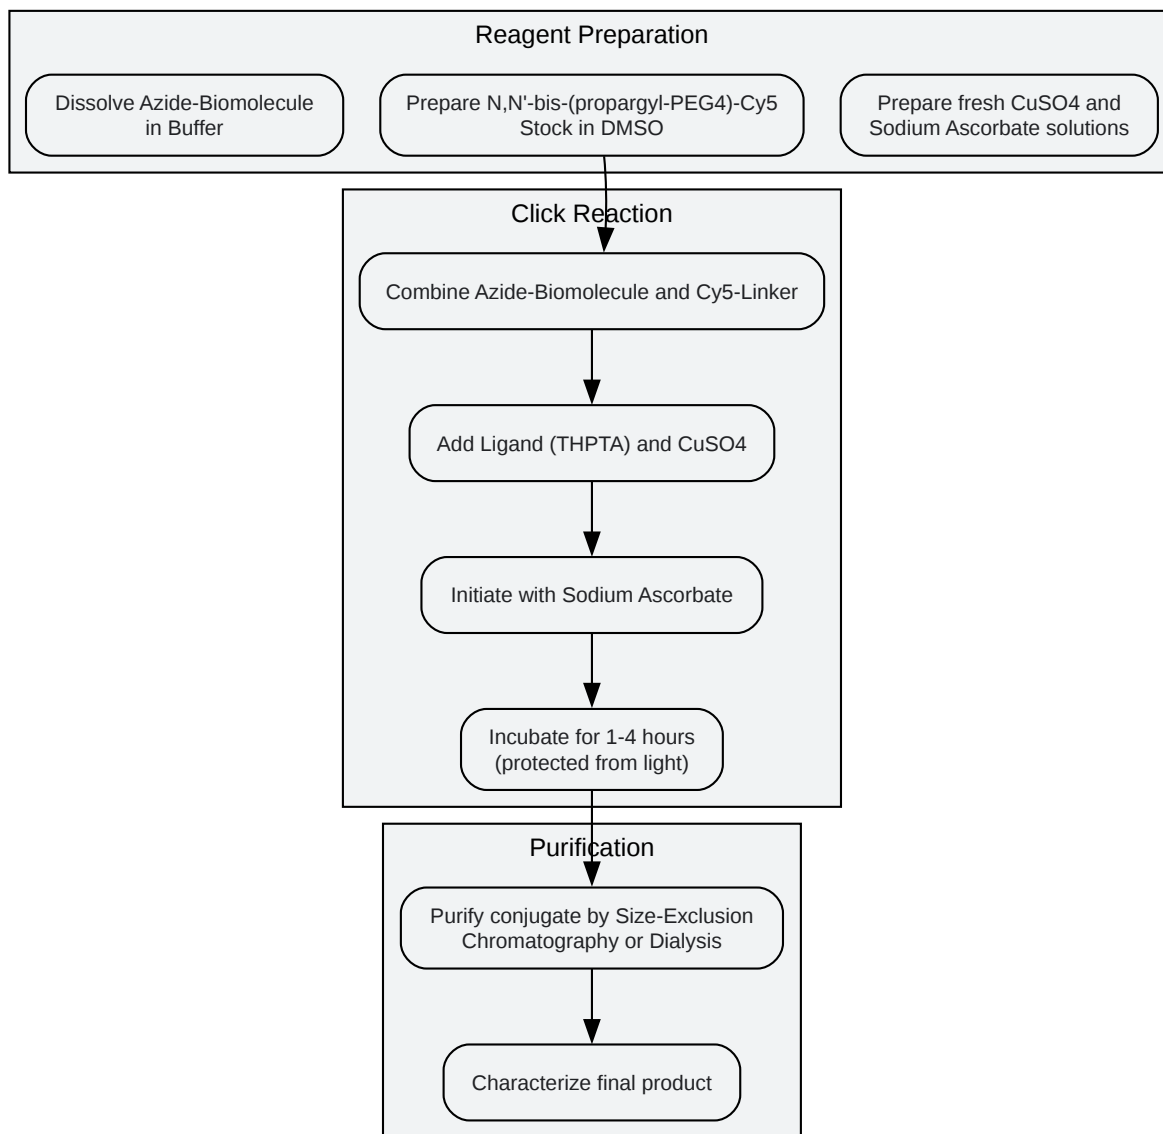 Reagent Preparation
Dissolve Azide-Biomolecule
in Buffer
Prepare N,N'-bis-(propargyl-PEG4)-Cy5
Stock in DMSO
Prepare fresh CuSO4 and
Sodium Ascorbate solutions
Click Reaction
Combine Azide-Biomolecule and Cy5-Linker
Add Ligand (THPTA) and CuSO4
Initiate with Sodium Ascorbate
Incubate for 1-4 hours
(protected from light)
Purification
Purify conjugate by Size-Exclusion
Chromatography or Dialysis
Characterize final product